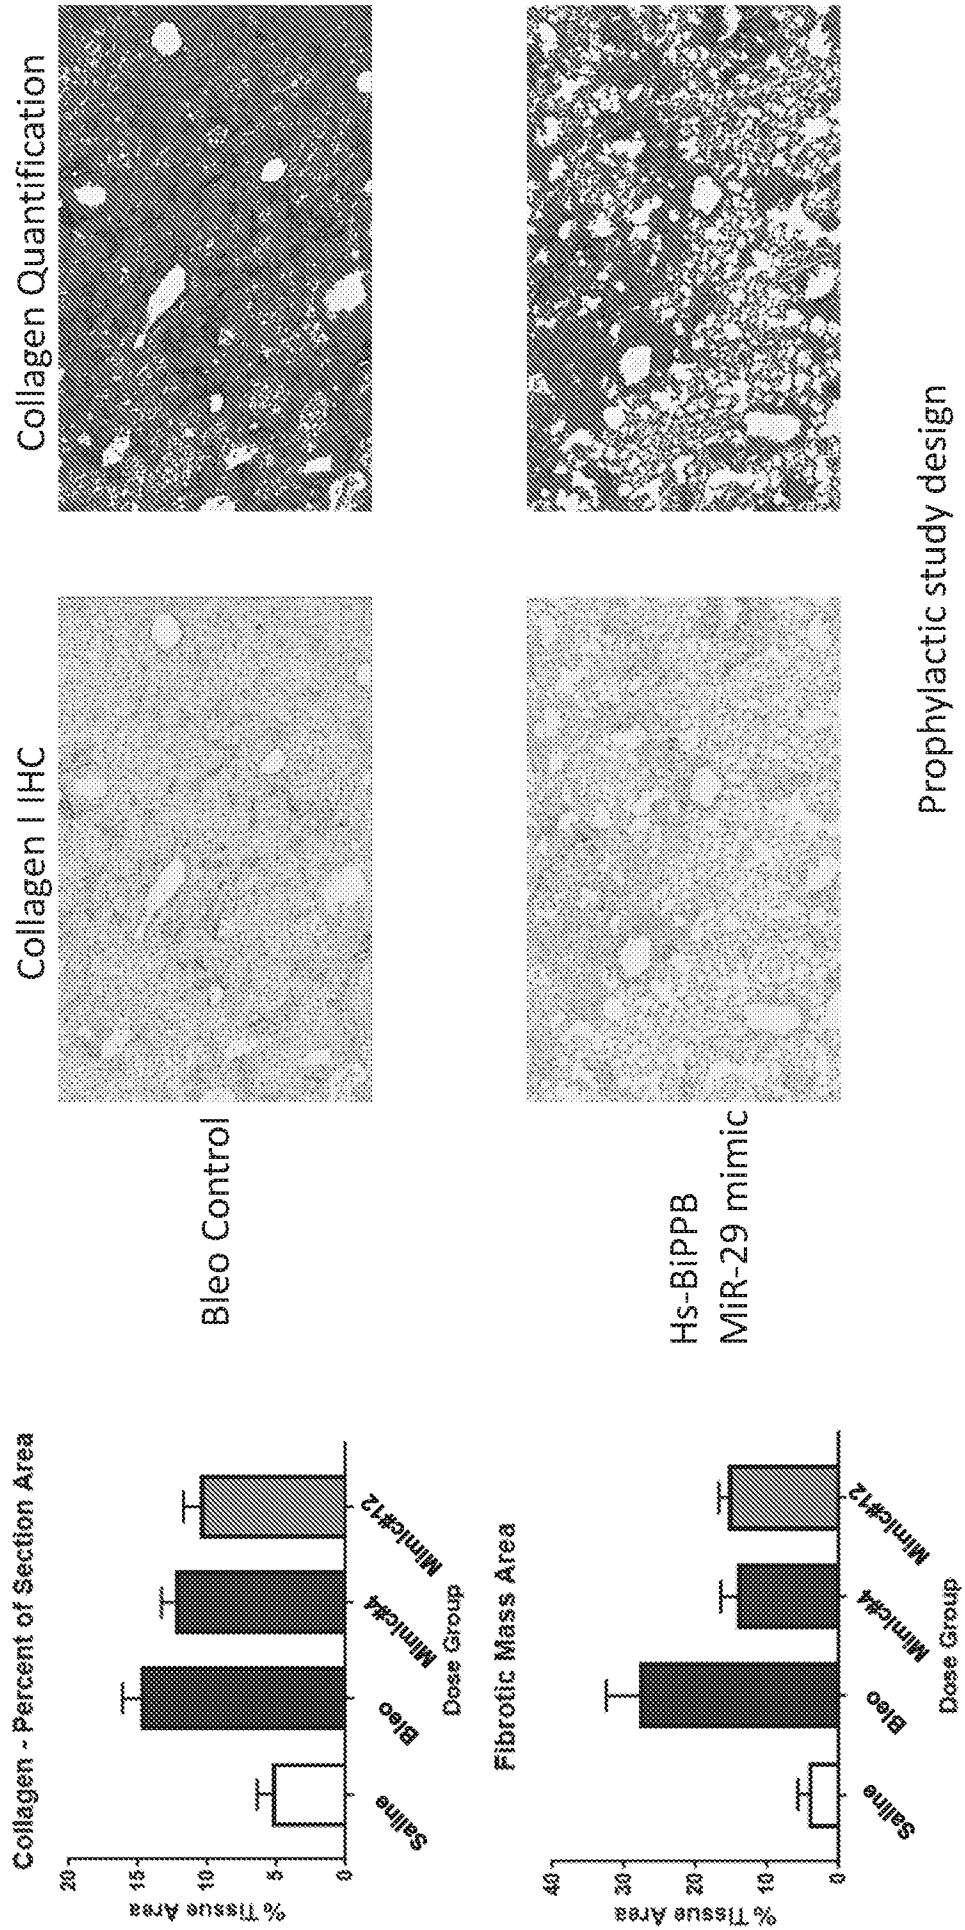 Collagen - Percent of Section Area
% Tissue Area
20
15
10
5
0
Saline
Bleo
Mimic#4
Mimic#12
Dose Group
Fibrotic Mass Area
% Tissue Area
40
30
20
10
0
Saline
Bleo
Mimic#4
Mimic#12
Dose Group
Collagen I IHC
Collagen Quantification
Bleo Control
Hs-BiPPB
MiR-29 mimic
Prophylactic study design